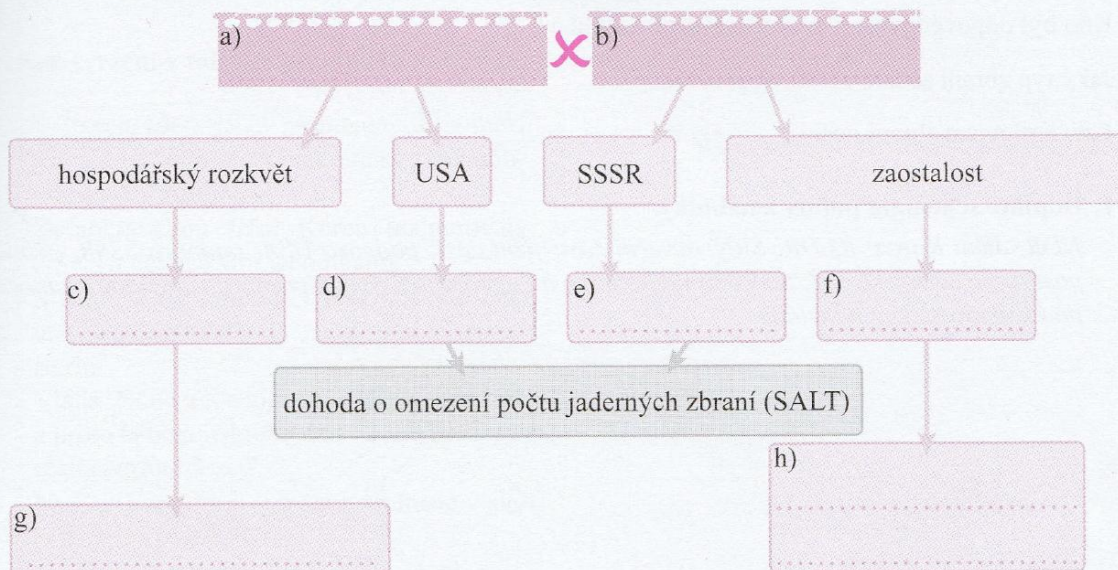 a)
b)
hospodářský rozkvět
USA
SSSR
zaostalost
c)
d)
e)
f)
dohoda o omezení počtu jaderných zbraní (SALT)
g)
h)